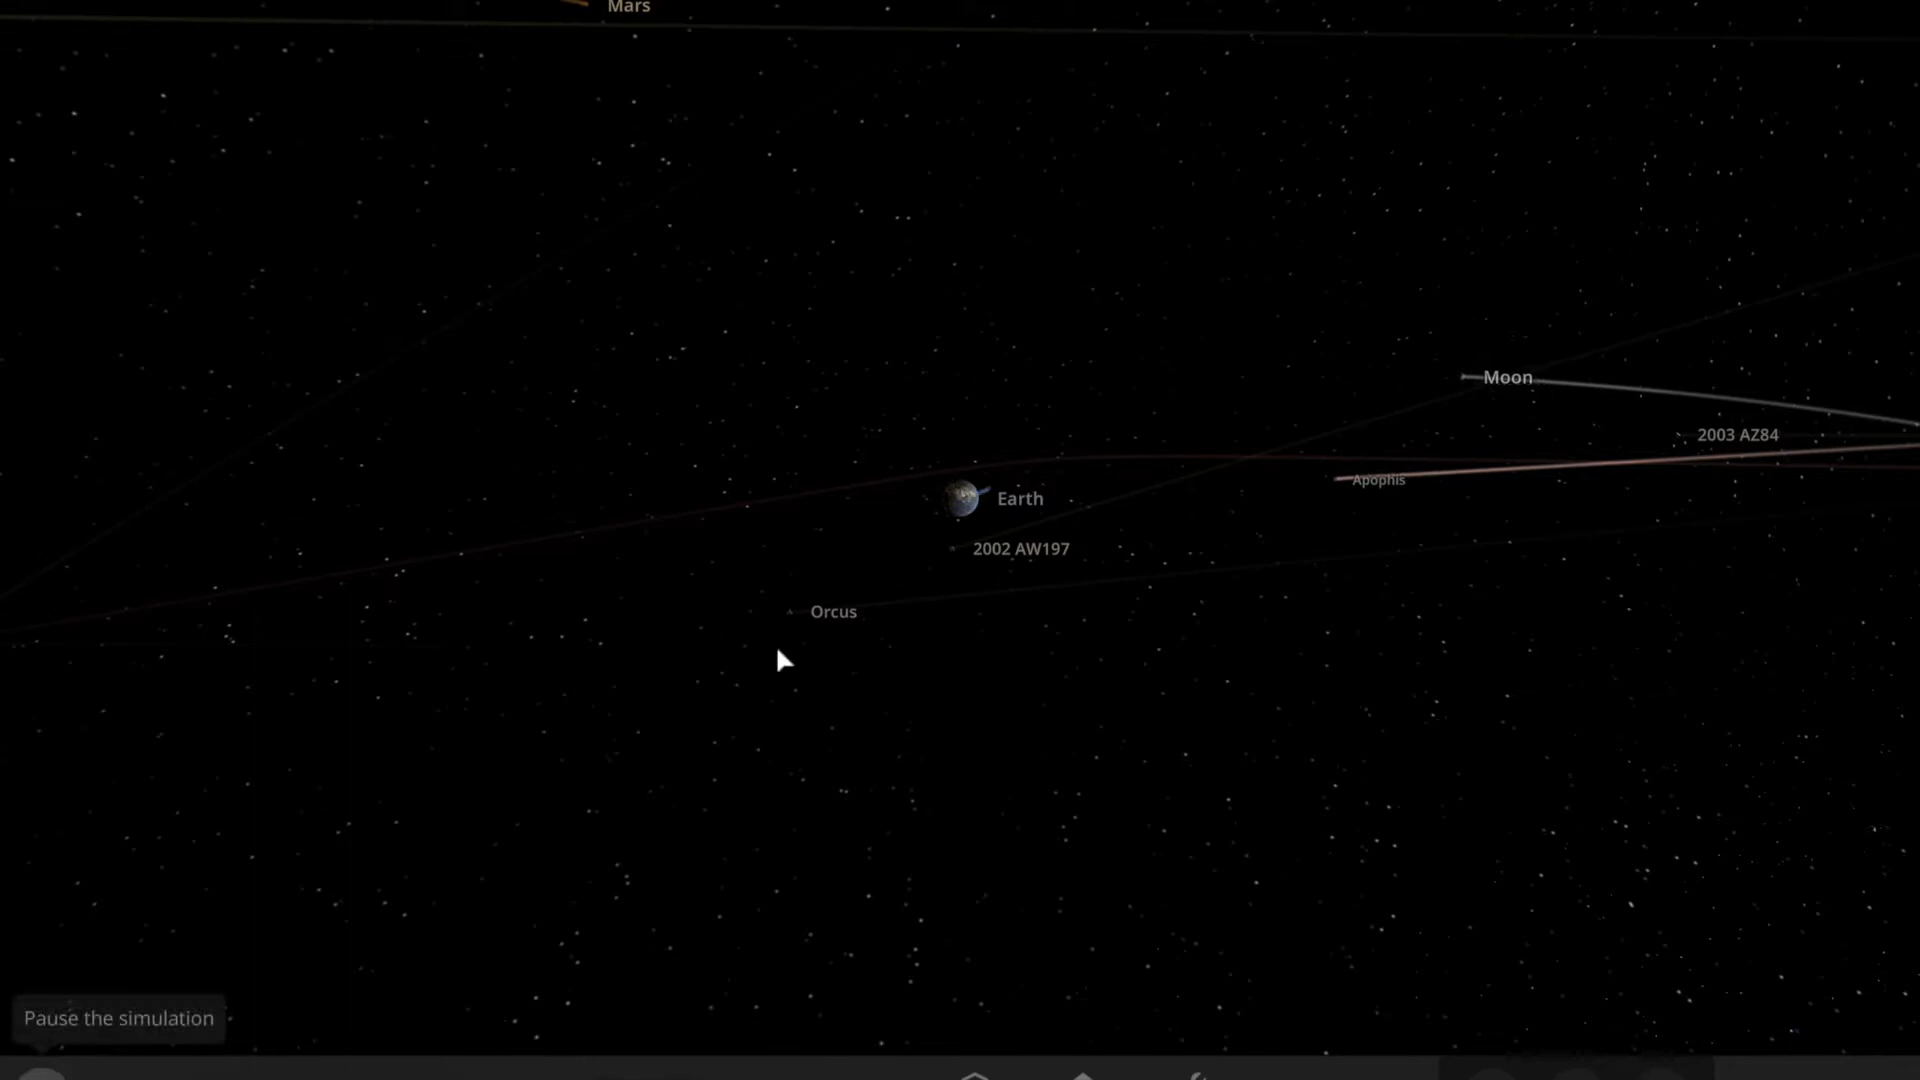 Mars
Moon
2003 AZ84
Apophis
Earth
2002 AW197
Orcus
Pause the simulation